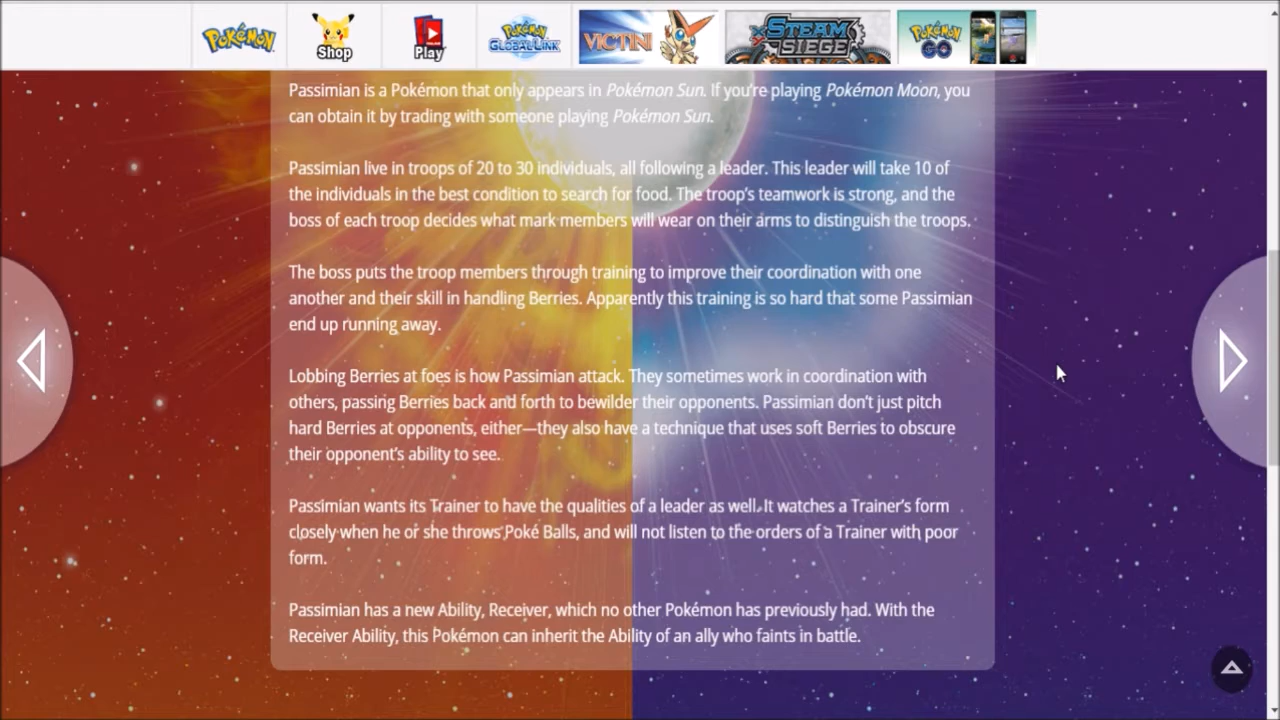 Pokémon
Shop
Play
Pokémon
Global Link
VICTINI
STEAM
SIEGE
Pokémon
GO
Passimian is a Pokémon that only appears in Pokémon Sun. If you're playing Pokémon Moon, you
can obtain it by trading with someone playing Pokémon Sun.
Passimian live in troops of 20 to 30 individuals, all following a leader. This leader will take 10 of
the individuals in the best condition to search for food. The troop's teamwork is strong, and the
boss of each troop decides what mark members will wear on their arms to distinguish the troops.
The boss puts the troop members through training to improve their coordination with one
another and their skill in handling Berries. Apparently this training is so hard that some Passimian
end up running away.
Lobbing Berries at foes is how Passimian attack. They sometimes work in coordination with
others, passing Berries back and forth to bewilder their opponents. Passimian don't just pitch
hard Berries at opponents, either—they also have a technique that uses soft Berries to obscure
their opponent's ability to see.
Passimian wants its Trainer to have the qualities of a leader as well. It watches a Trainer's form
closely when he or she throws Poké Balls, and will not listen to the orders of a Trainer with poor
form.
Passimian has a new Ability, Receiver, which no other Pokémon has previously had. With the
Receiver Ability, this Pokémon can inherit the Ability of an ally who faints in battle.